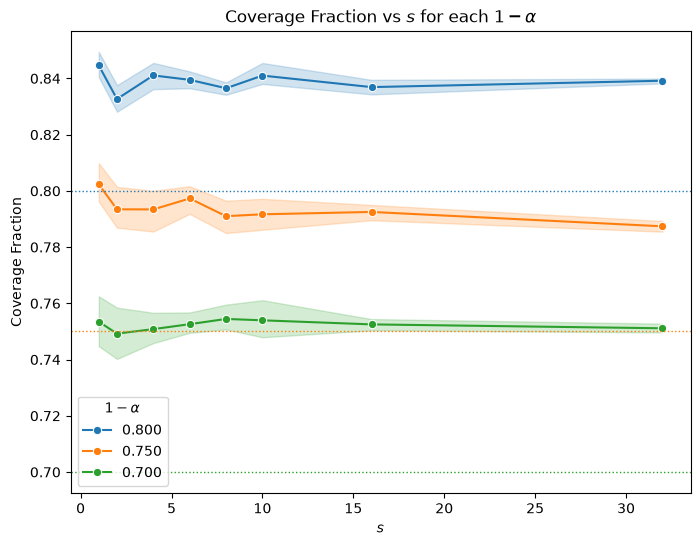 Coverage Fraction vs s for each 1 − α
Coverage Fraction
0.84
0.82
0.80
0.78
0.76
0.74
0.72
0.70
1 − α
0.800
0.750
0.700
0 5 10 15 20 25 30
s